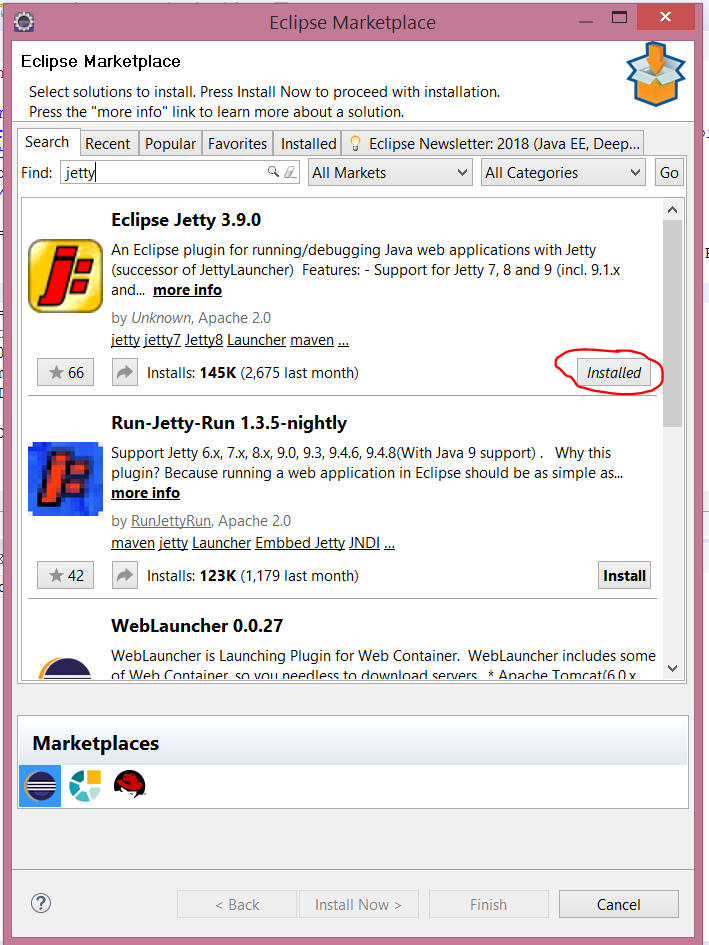 Eclipse Marketplace
Eclipse Marketplace
Select solutions to install. Press Install Now to proceed with installation.
Press the "more info" link to learn more about a solution.
Search Recent Popular Favorites Installed Eclipse Newsletter: 2018 (Java EE, Deep...
Find: jetty All Markets All Categories Go
Eclipse Jetty 3.9.0
An Eclipse plugin for running/debugging Java web applications with Jetty
(successor of JettyLauncher) Features: - Support for Jetty 7, 8 and 9 (incl. 9.1.x
and... more info
by Unknown, Apache 2.0
jetty jetty7 Jetty8 Launcher maven ...
66 Installs: 145K (2,675 last month) Installed
Run-Jetty-Run 1.3.5-nightly
Support Jetty 6.x, 7.x, 8.x, 9.0, 9.3, 9.4.6, 9.4.8(With Java 9 support) . Why this
plugin? Because running a web application in Eclipse should be as simple as...
more info
by RunJettyRun, Apache 2.0
maven jetty Launcher Embbed Jetty JNDI ...
42 Installs: 123K (1,179 last month) Install
WebLauncher 0.0.27
WebLauncher is Launching Plugin for Web Container. WebLauncher includes some
of Web Container, so you needless to download servers. * Apache Tomcat(6.0.x
Marketplaces
? < Back Install Now > Finish Cancel